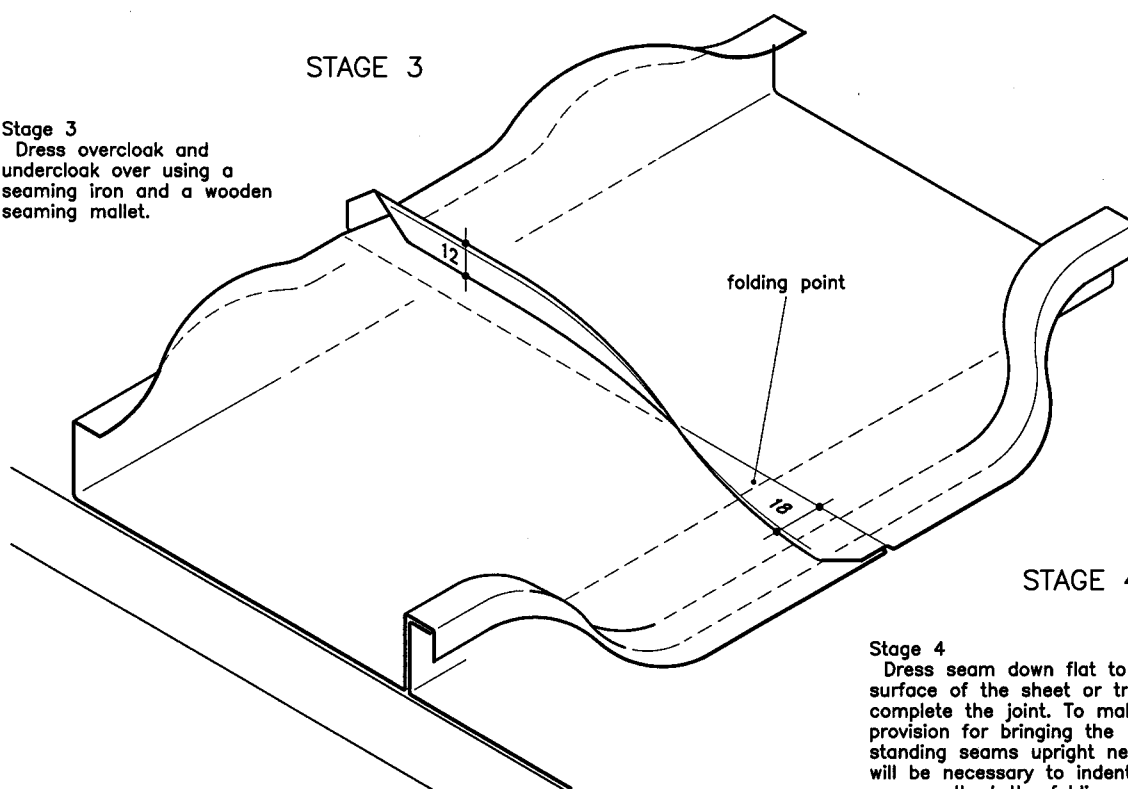 STAGE 3
Stage 3
Dress overcloak and
undercloak over using a
seaming iron and a wooden
seaming mallet.
12
folding point
18
STAGE
Stage 4
Dress seam down flat to
surface of the sheet or
complete the joint. To
provision for bringing the
standing seams upright
will be necessary to indent